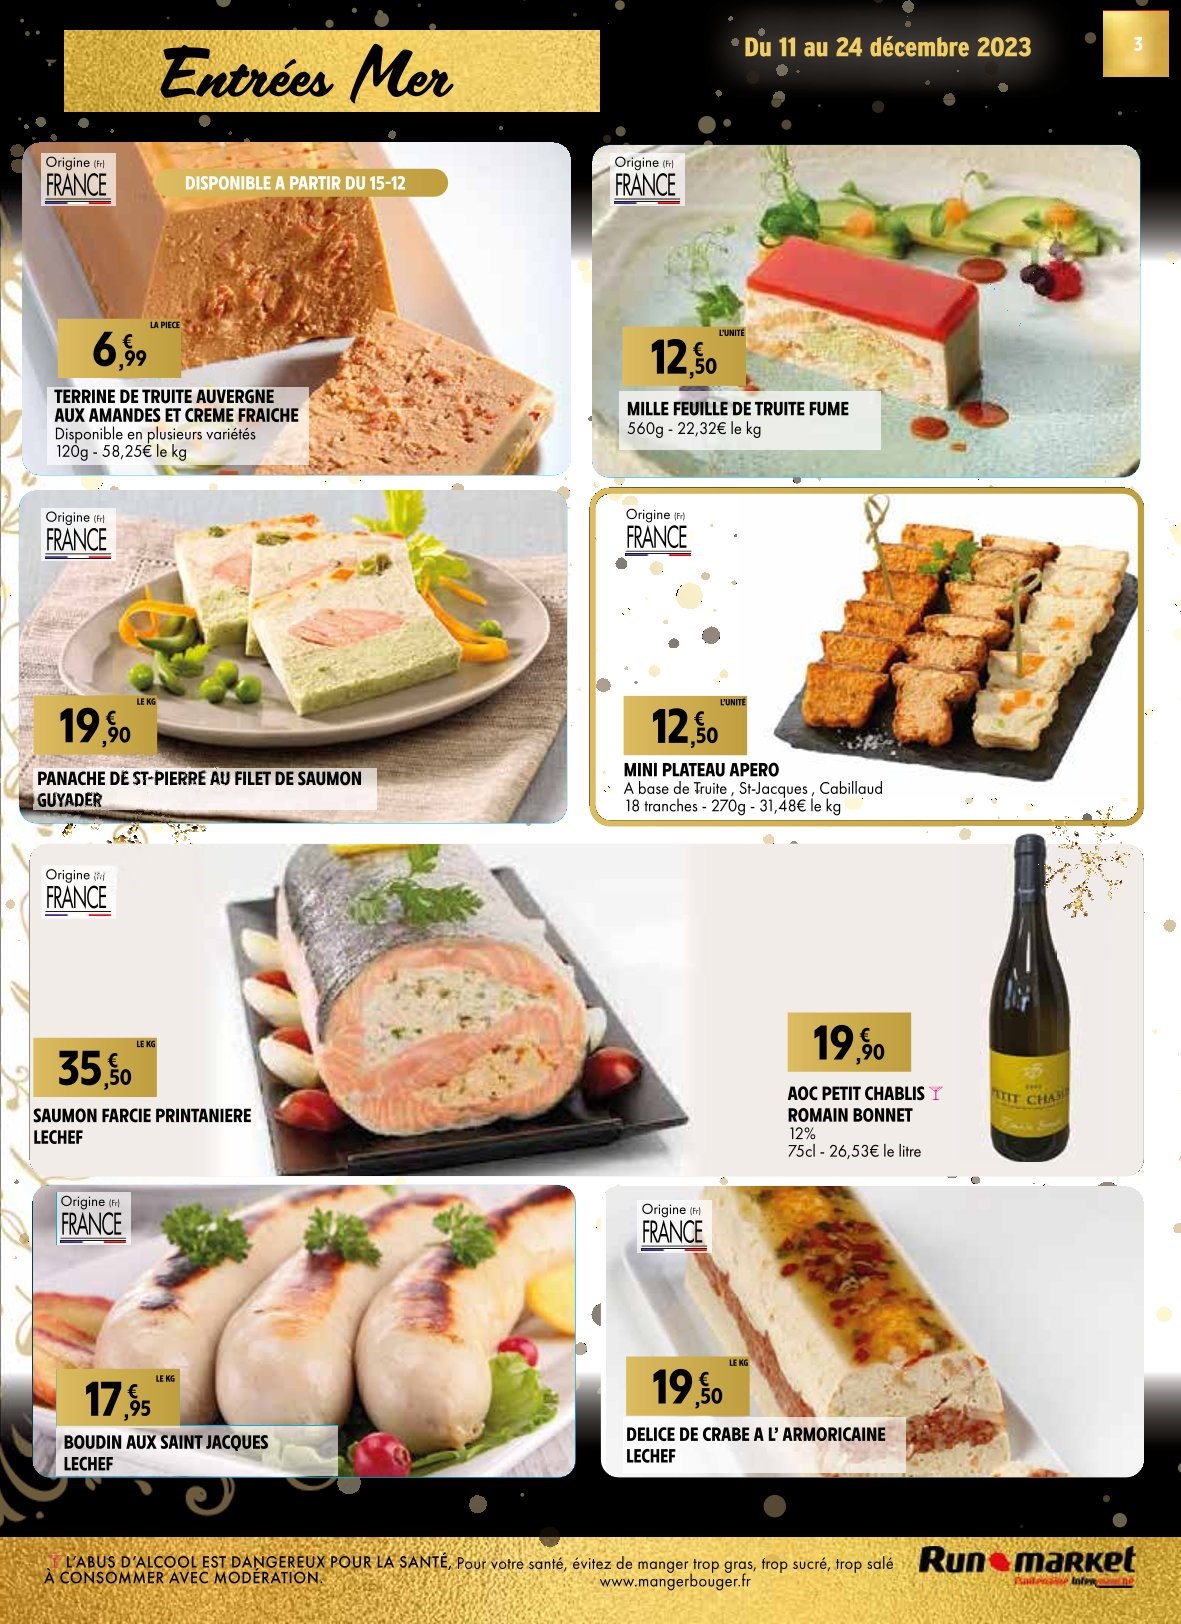 Entrées Mer
Du 11 au 24 décembre 2023
3
Origine (Fr)
FRANCE
DISPONIBLE A PARTIR DU 15-12
LA PIECE
6€,99
TERRINE DE TRUITE AUVERGNE
AUX AMANDES ET CREME FRAICHE
Disponible en plusieurs variétés
120g - 58,25€ le kg
Origine (Fr)
FRANCE
L'UNITÉ
12€,50
MILLE FEUILLE DE TRUITE FUME
560g - 22,32€ le kg
Origine (Fr)
FRANCE
LE KG
19€,90
PANACHE DE ST-PIERRE AU FILET DE SAUMON
GUYADER
Origine (Fr)
FRANCE
L'UNITÉ
12€,50
MINI PLATEAU APERO
A base de Truite , St-Jacques , Cabillaud
18 tranches - 270g - 31,48€ le kg
Origine (Fr)
FRANCE
LE KG
35€,50
SAUMON FARCIE PRINTANIERE
LECHEF
19€,90
AOC PETIT CHABLIS
ROMAIN BONNET
12%
75cl - 26,53€ le litre
PETIT CHABL
Origine (Fr)
FRANCE
LE KG
17€,95
BOUDIN AUX SAINT JACQUES
LECHEF
Origine (Fr)
FRANCE
LE KG
19€,50
DELICE DE CRABE A L' ARMORICAINE
LECHEF
L'ABUS D'ALCOOL EST DANGEREUX POUR LA SANTÉ,
À CONSOMMER AVEC MODÉRATION.
Pour votre santé, évitez de manger trop gras, trop sucré, trop salé
www.mangerbouger.fr
Run market
Partenaire Intermarché